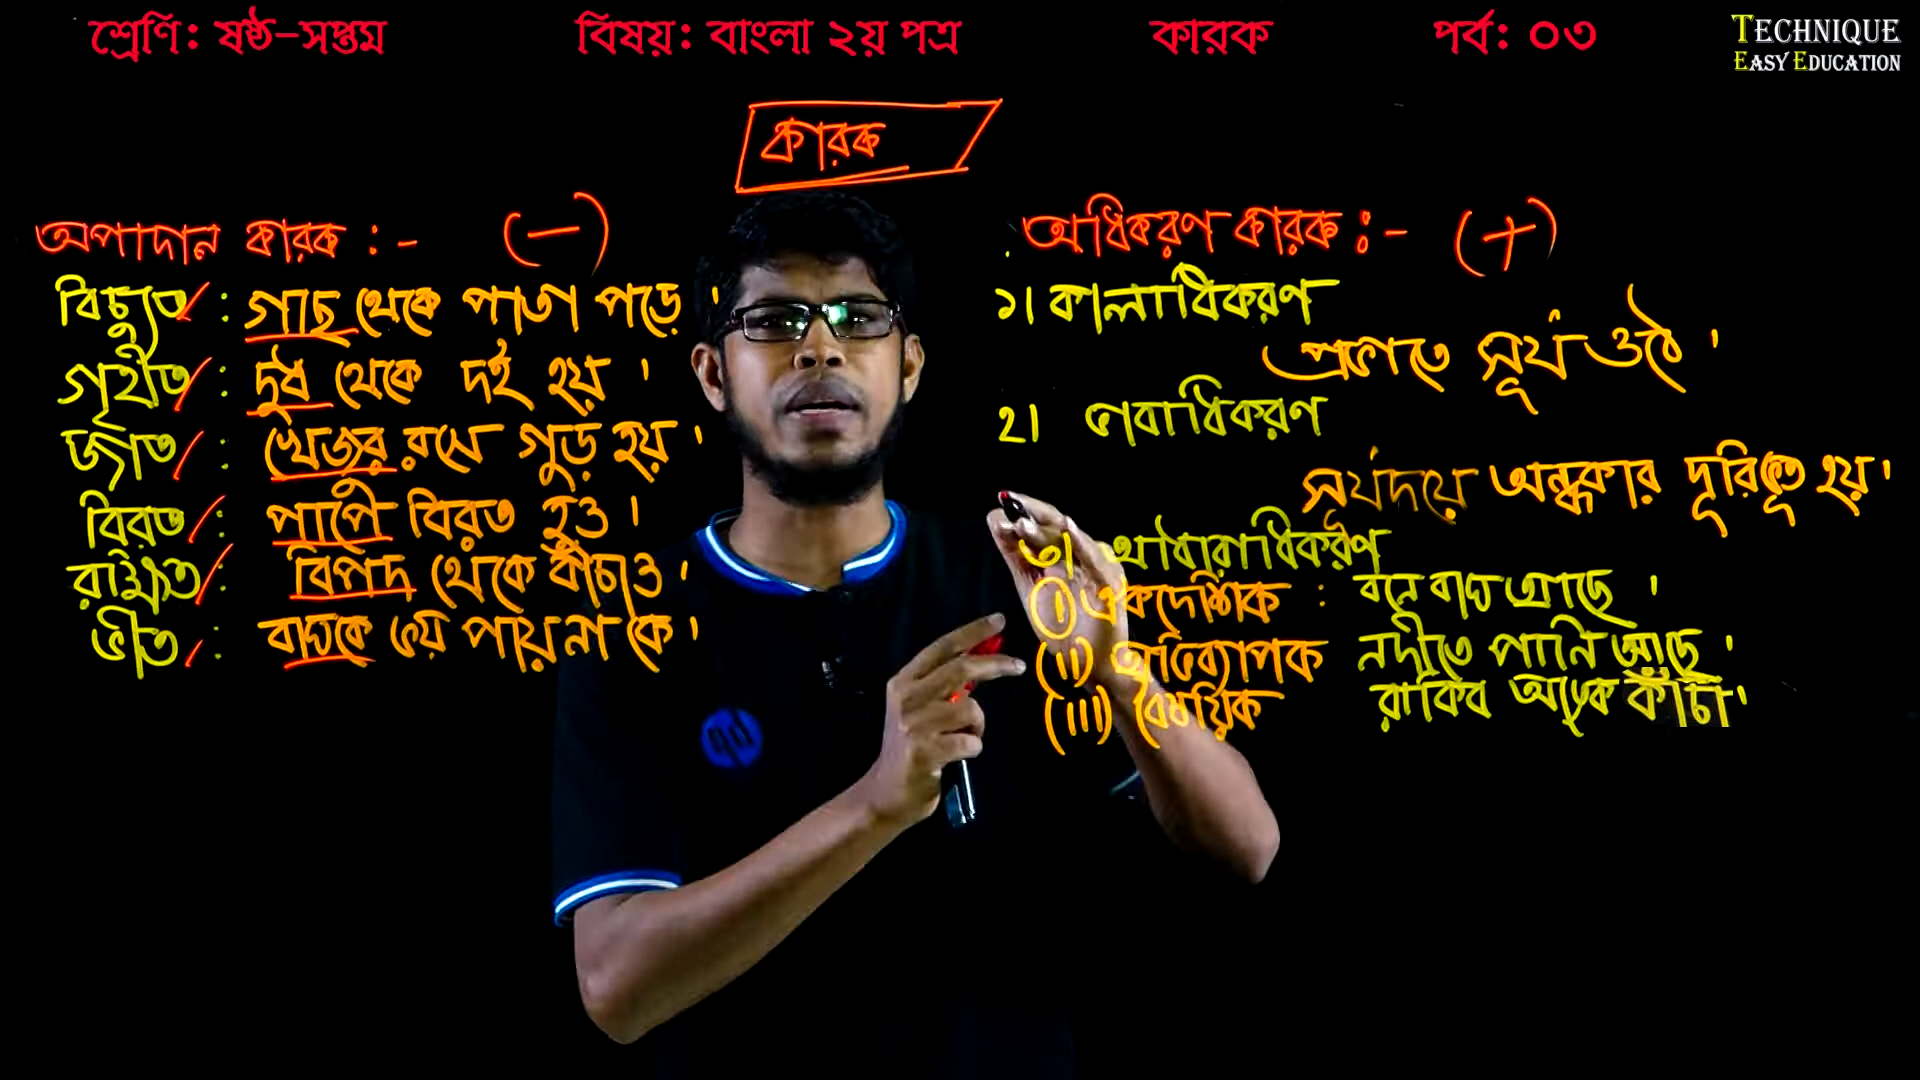 শ্রেণি: ষষ্ঠ-সপ্তম বিষয়: বাংলা ২য় পত্র কারক পর্ব: ০৩
TECHNIQUE
EASY EDUCATION
কারক
অপাদান কারক :- (-)
বিচ্যুত : গাছ থেকে পাতা পড়ে ।
গৃহীত : দুধ থেকে দই হয় ।
জাত : খেজুর রসে গুড় হয় ।
বিরত : পাপে বিরত হও ।
রক্ষিত : বিপদ থেকে বাঁচাও ।
ভীত : বাঘকে ভয় পায় না কে ।
অধিকরণ কারক :- (+)
১। কালাধিকরণ
প্রভাতে সূর্য ওঠে ।
২। ভাবাধিকরণ
সূর্যদয়ে অন্ধকার দূরিভূত হয় ।
৩। আধারাধিকরণ
(i) ঐকদেশিক : বনে বাঘ আছে ।
(ii) অভিব্যাপক নদীতে পানি আছে ।
(iii) বৈষয়িক রাকিব অঙ্কে কাঁচা ।